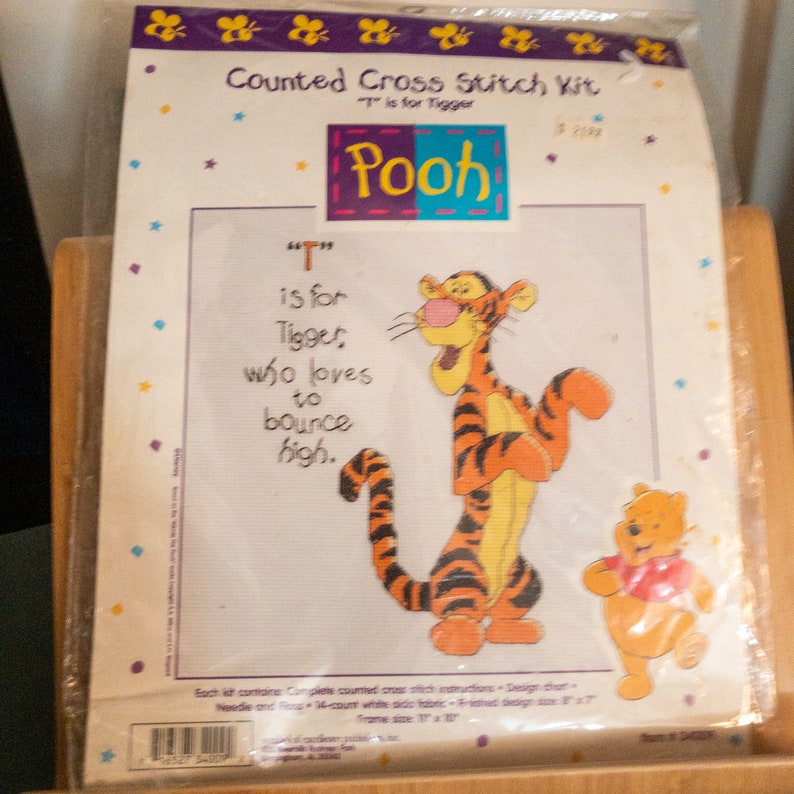 Counted Cross Stitch Kit
"T" is for Tigger
$ 2188
Pooh
"T"
is for
Tigger,
who loves
to
bounce
high.
Each kit contains: Complete counted cross stitch instructions • Design chart •
Needle and Floss • 14-count white aida fabric • Finished design size: 8" x 7"
Frame size: 11" x 10"
Item #